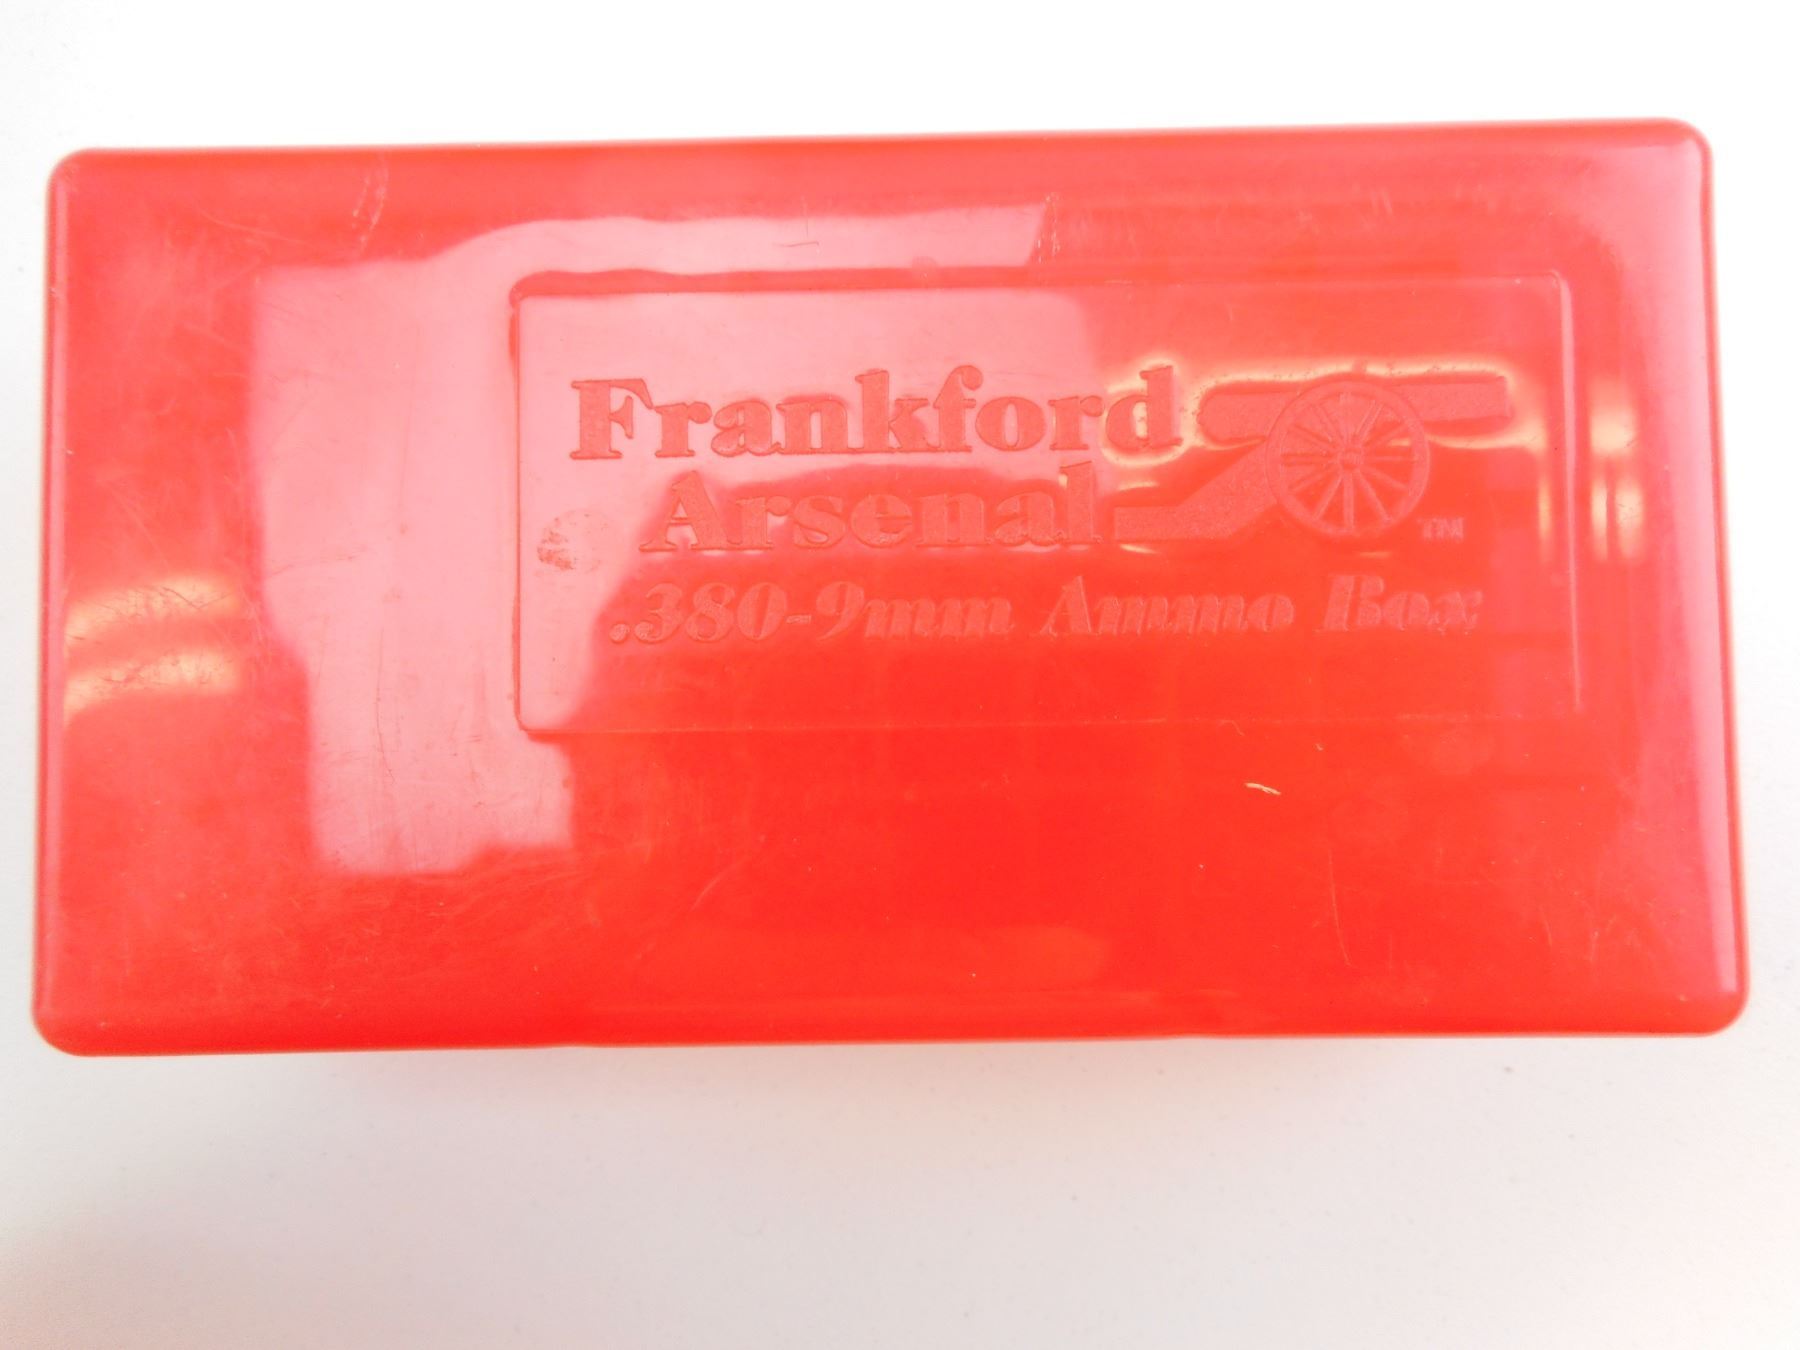 Frankford
Arsenal
TM
.380-9mm Ammo Box